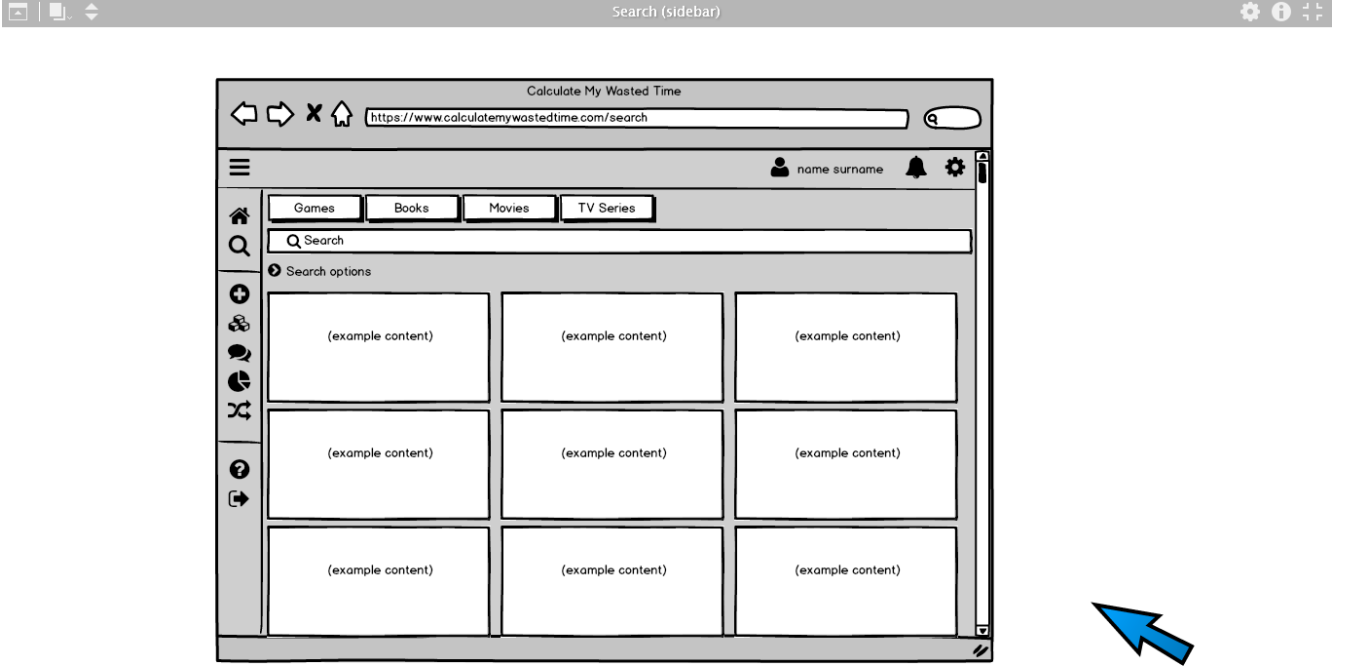 Search (sidebar)
Calculate My Wasted Time
https://www.calculatemywastedtime.com/search
name surname
Games Books Movies TV Series
Search
Search options
(example content) (example content) (example content)
(example content) (example content) (example content)
(example content) (example content) (example content)